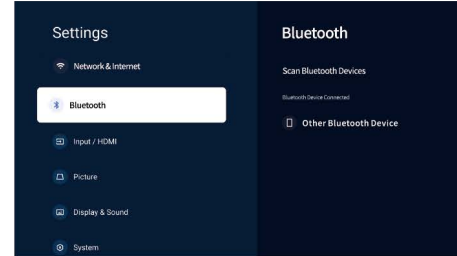 Settings
Network & Internet
Bluetooth
Input / HDMI
Picture
Display & Sound
System
Bluetooth
Scan Bluetooth Devices
Bluetooth Device Connected
Other Bluetooth Device